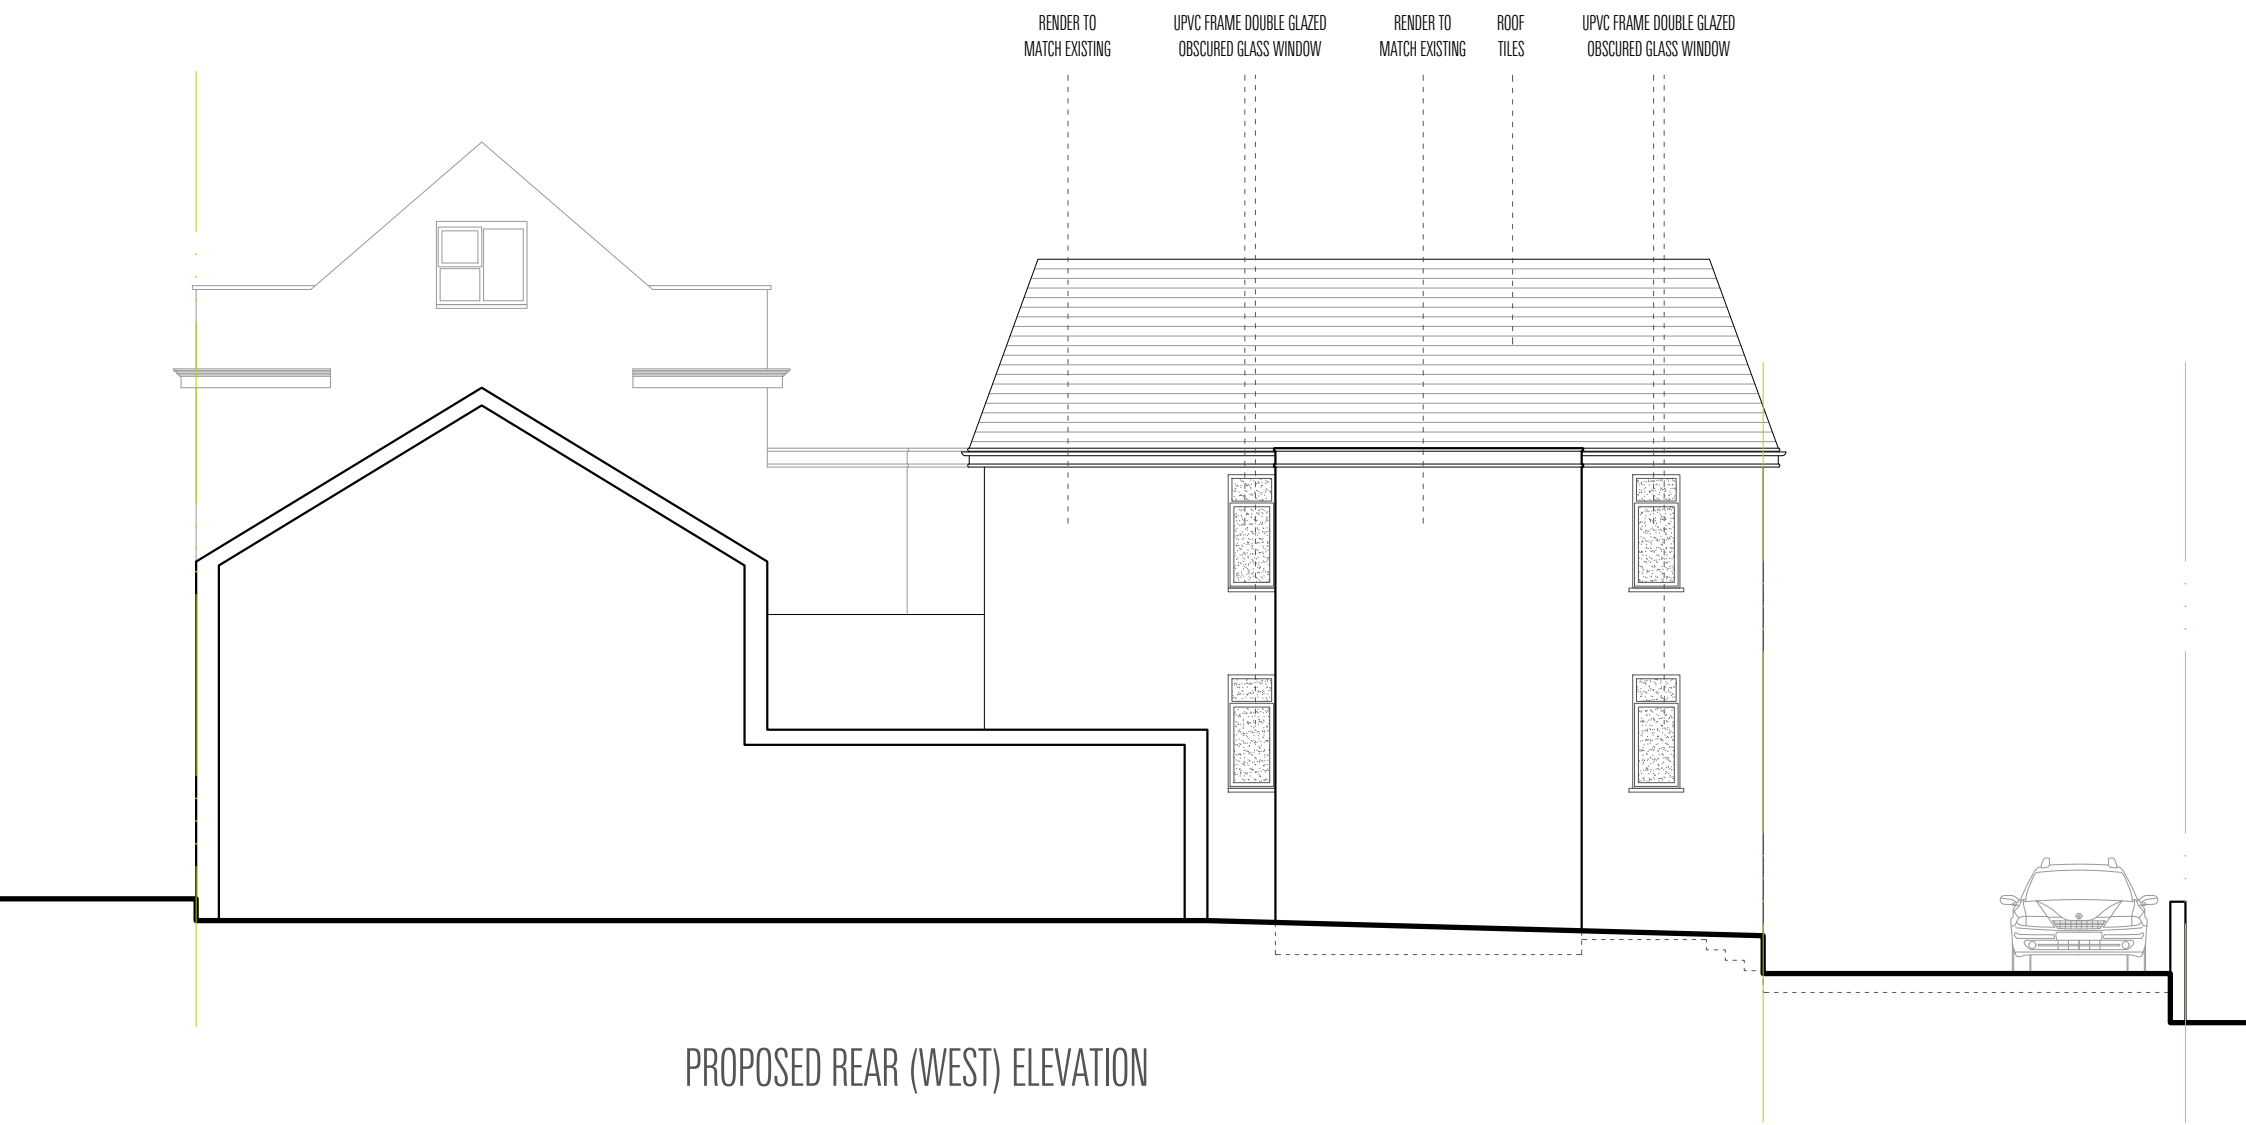 RENDER TO
MATCH EXISTING
UPVC FRAME DOUBLE GLAZED
OBSCURED GLASS WINDOW
RENDER TO
MATCH EXISTING
ROOF
TILES
UPVC FRAME DOUBLE GLAZED
OBSCURED GLASS WINDOW
PROPOSED REAR (WEST) ELEVATION